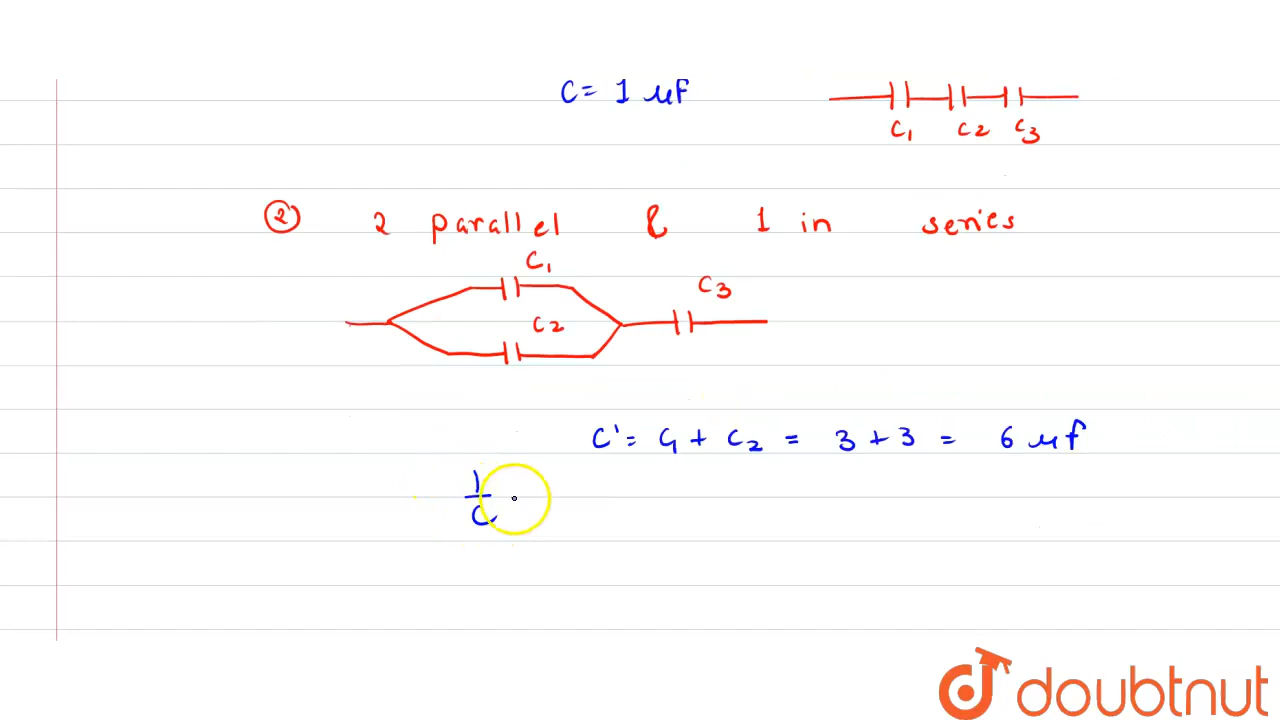 C = 1 μF
C1 C2 C3
② 2 parallel & 1 in series
C1
C3
C2
C' = C1 + C2 = 3 + 3 = 6 μf
1/C
doubtnut